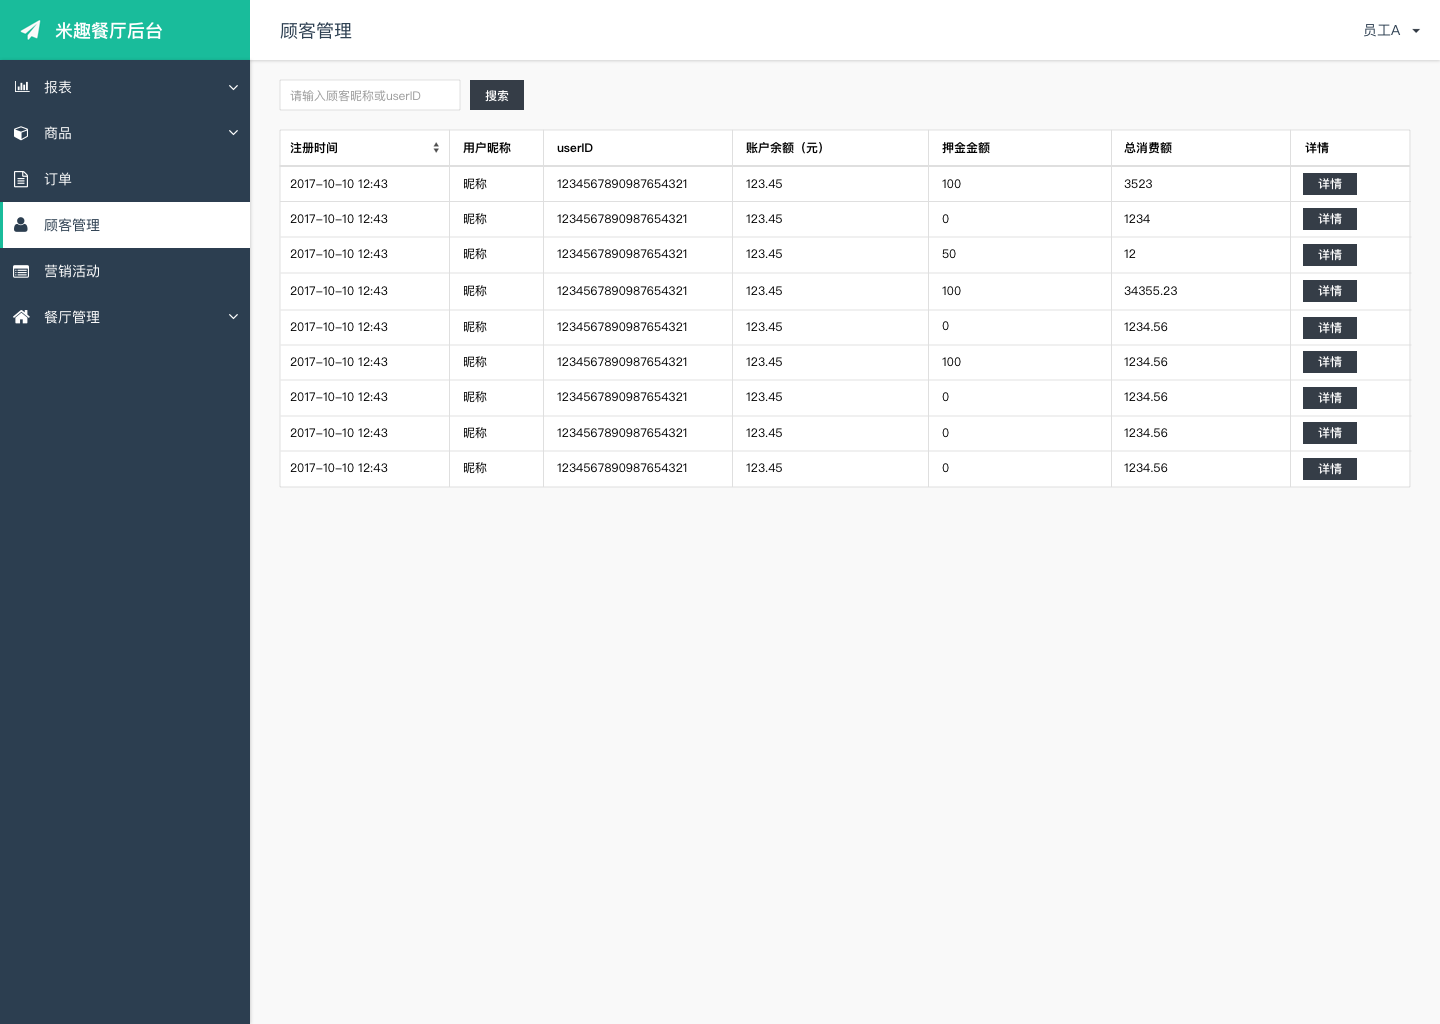 米趣餐厅后台
顾客管理
员工A
报表
商品
订单
顾客管理
营销活动
餐厅管理
请输入顾客昵称或userID
搜索
注册时间 用户昵称 userID 账户余额（元） 押金金额 总消费额 详情
2017-10-10 12:43 昵称 1234567890987654321 123.45 100 3523 详情
2017-10-10 12:43 昵称 1234567890987654321 123.45 0 1234 详情
2017-10-10 12:43 昵称 1234567890987654321 123.45 50 12 详情
2017-10-10 12:43 昵称 1234567890987654321 123.45 100 34355.23 详情
2017-10-10 12:43 昵称 1234567890987654321 123.45 0 1234.56 详情
2017-10-10 12:43 昵称 1234567890987654321 123.45 100 1234.56 详情
2017-10-10 12:43 昵称 1234567890987654321 123.45 0 1234.56 详情
2017-10-10 12:43 昵称 1234567890987654321 123.45 0 1234.56 详情
2017-10-10 12:43 昵称 1234567890987654321 123.45 0 1234.56 详情